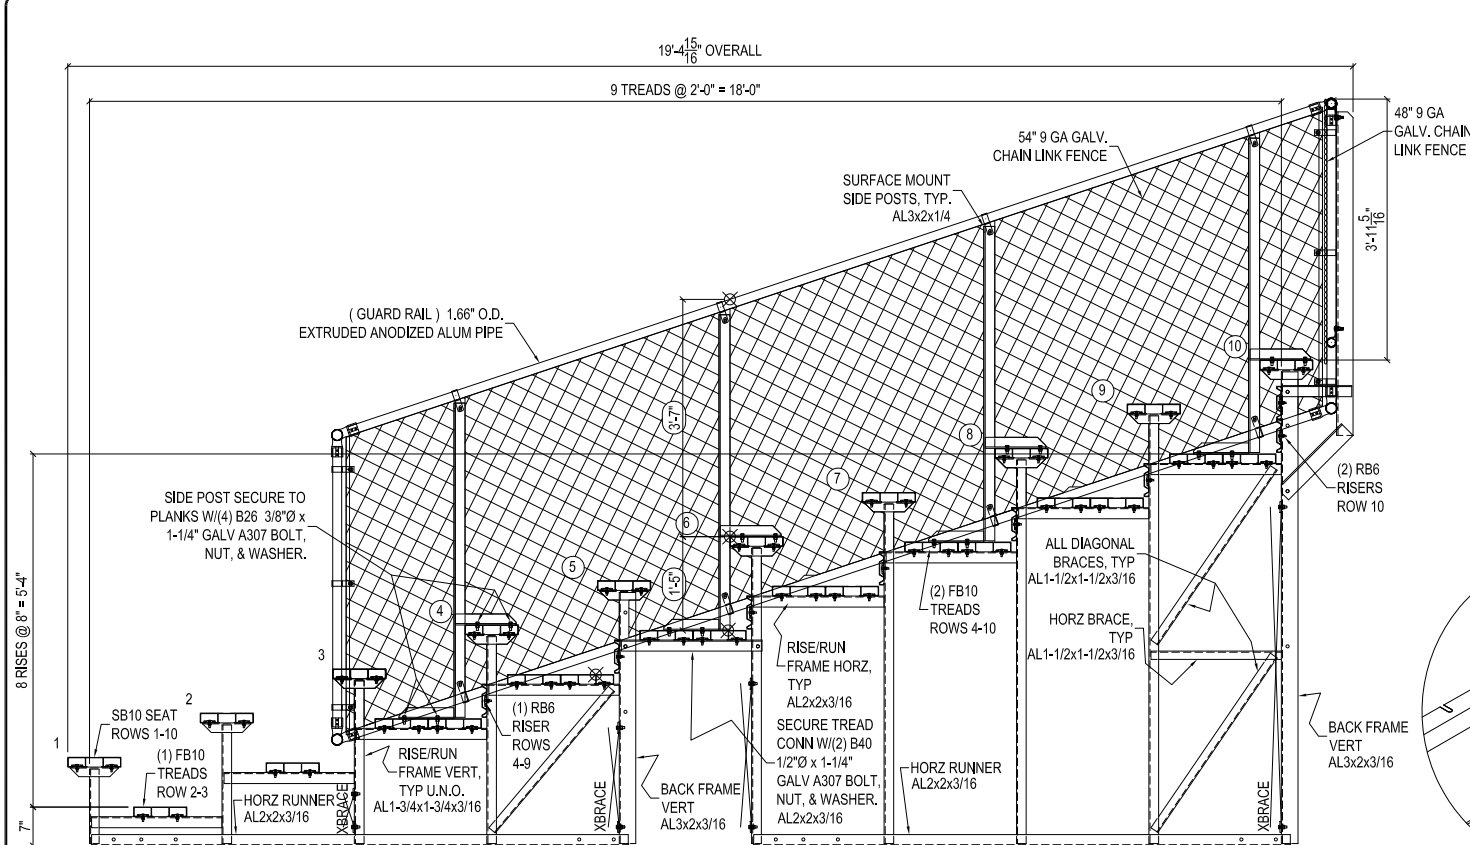 19'-4 15/16" OVERALL
9 TREADS @ 2'-0" = 18'-0"
48" 9 GA
GALV. CHAIN
LINK FENCE
54" 9 GA GALV.
CHAIN LINK FENCE
SURFACE MOUNT
SIDE POSTS, TYP.
AL3x2x1/4
3'-11 5/16"
( GUARD RAIL ) 1.66" O.D.
EXTRUDED ANODIZED ALUM PIPE
10
9
8
7
6
5
4
3
2
1
3'-7"
1'-5"
SIDE POST SECURE TO
PLANKS W/(4) B26 3/8"Ø x
1-1/4" GALV A307 BOLT,
NUT, & WASHER.
(2) RB6
RISERS
ROW 10
8 RISES @ 8" = 5'-4"
7"
ALL DIAGONAL
BRACES, TYP
AL1-1/2x1-1/2x3/16
HORZ BRACE,
TYP
AL1-1/2x1-1/2x3/16
(2) FB10
TREADS
ROWS 4-10
RISE/RUN
FRAME HORZ,
TYP
AL2x2x3/16
SB10 SEAT
ROWS 1-10
(1) FB10
TREADS
ROW 2-3
(1) RB6
RISER
ROWS
4-9
RISE/RUN
FRAME VERT,
TYP U.N.O.
AL1-3/4x1-3/4x3/16
SECURE TREAD
CONN W/(2) B40
1/2"Ø x 1-1/4"
GALV A307 BOLT,
NUT, & WASHER.
AL2x2x3/16
HORZ RUNNER
AL2x2x3/16
XBRACE
XBRACE
BACK FRAME
VERT
AL3x2x3/16
HORZ RUNNER
AL2x2x3/16
XBRACE
BACK FRAME
VERT
AL3x2x3/16